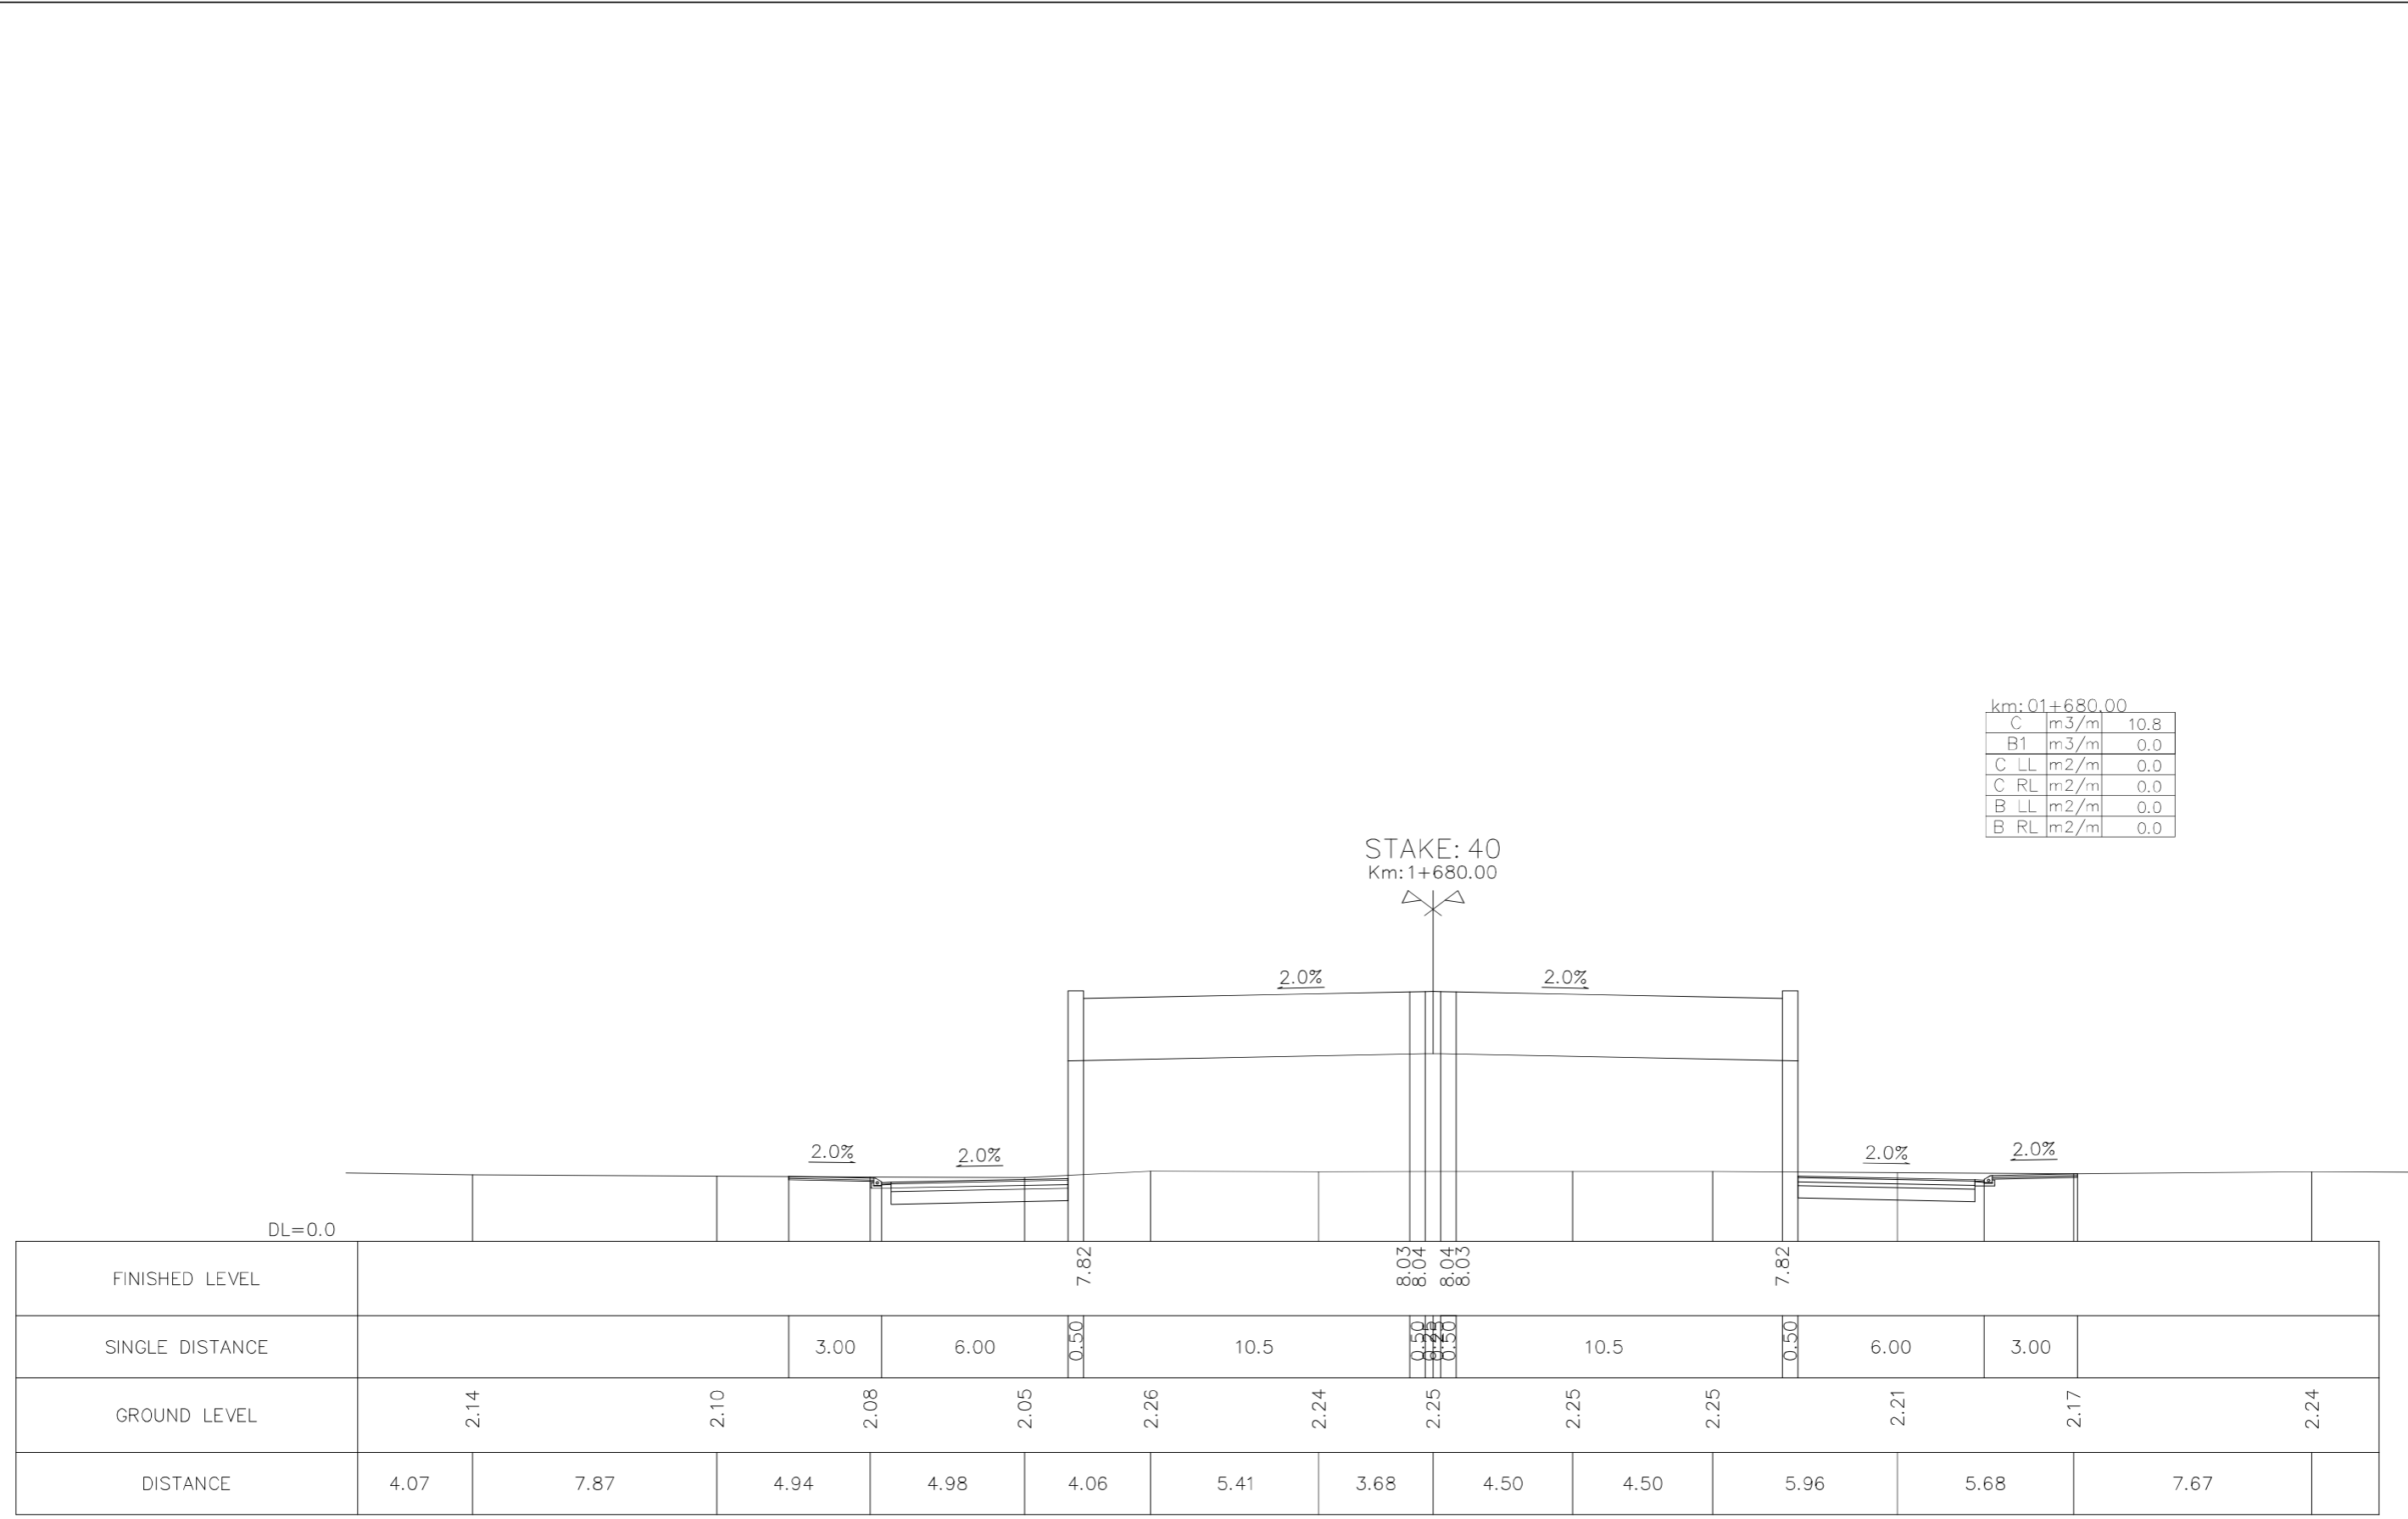 km: 01+680.00
C m3/m 10.8
B1 m3/m 0.0
C LL m2/m 0.0
C RL m2/m 0.0
B LL m2/m 0.0
B RL m2/m 0.0
STAKE: 40
Km:1+680.00
2.0% 2.0%
2.0% 2.0% 2.0% 2.0%
DL=0.0
FINISHED LEVEL 7.82 8.03 8.04 8.04 8.03 7.82
SINGLE DISTANCE 3.00 6.00 0.50 10.5 0.50 0.25 0.25 0.50 10.5 0.50 6.00 3.00
GROUND LEVEL 2.14 2.10 2.08 2.05 2.26 2.24 2.25 2.25 2.25 2.21 2.17 2.24
DISTANCE 4.07 7.87 4.94 4.98 4.06 5.41 3.68 4.50 4.50 5.96 5.68 7.67